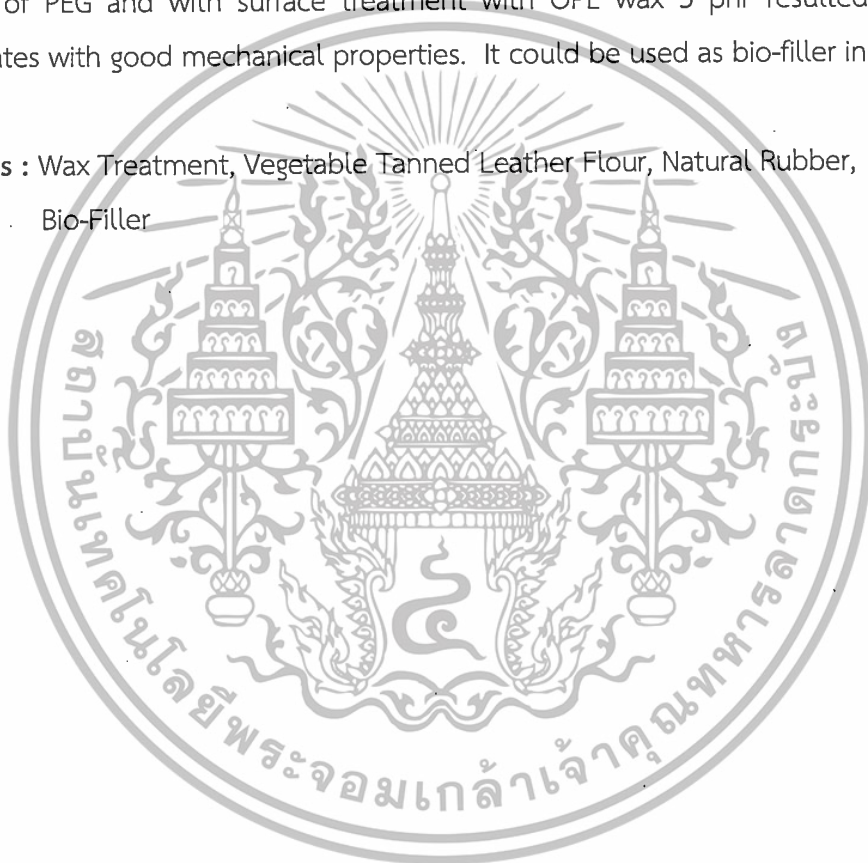 of PEG and with surface treatment with OPE wax 5 phr resulted
ates with good mechanical properties. It could be used as bio-filler in
s : Wax Treatment, Vegetable Tanned Leather Flour, Natural Rubber,
Bio-Filler
สถาบันเทคโนโลยีพระจอมเกล้าเจ้าคุณทหารลาดกระบัง
๔